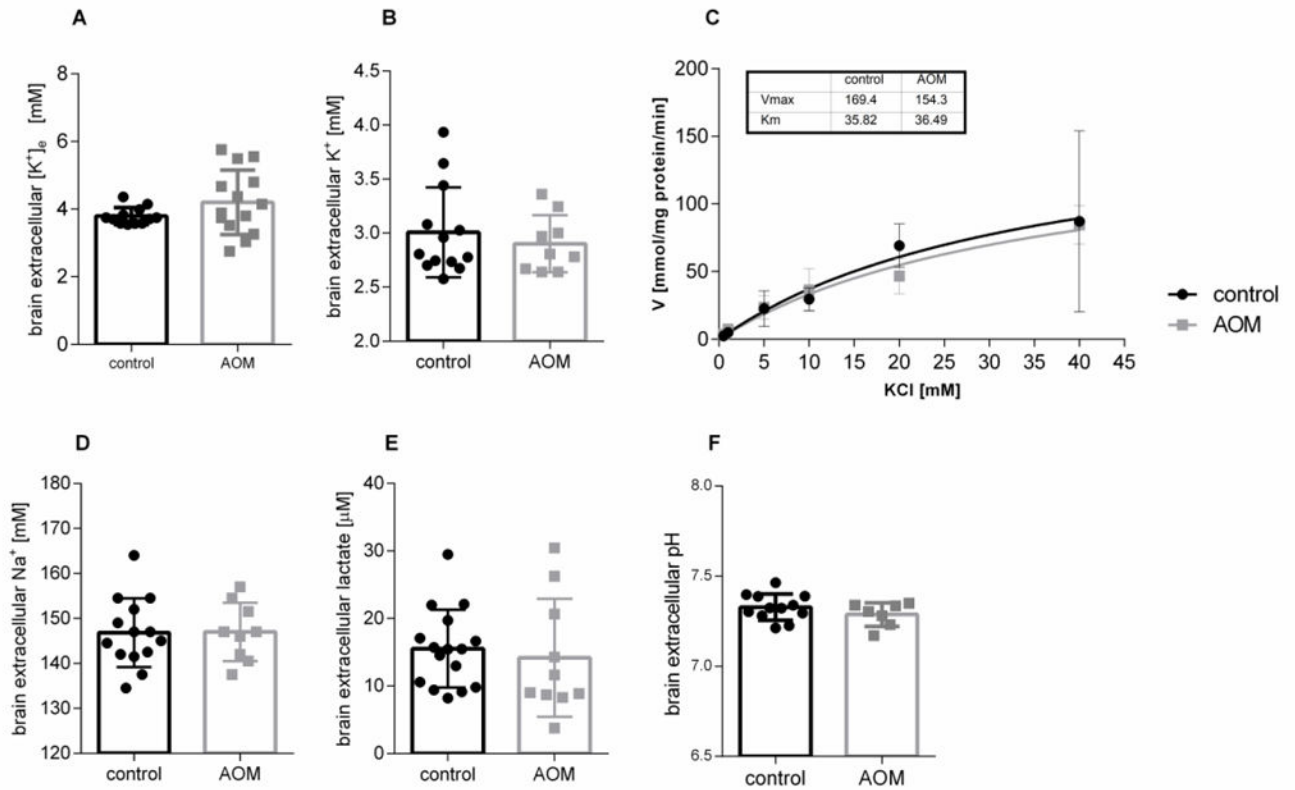 A
brain extracellular [K⁺]ₑ [mM]
8
6
4
2
0
control AOM
B
brain extracellular K⁺ [mM]
4.5
4.0
3.5
3.0
2.5
2.0
control AOM
C
V [mmol/mg protein/min]
200
150
100
50
0
control AOM
Vmax 169.4 154.3
Km 35.82 36.49
0 5 10 15 20 25 30 35 40 45
KCl [mM]
control
AOM
D
brain extracellular Na⁺ [mM]
180
170
160
150
140
130
120
control AOM
E
brain extracellular lactate [µM]
40
30
20
10
0
control AOM
F
brain extracellular pH
8.0
7.5
7.0
6.5
control AOM